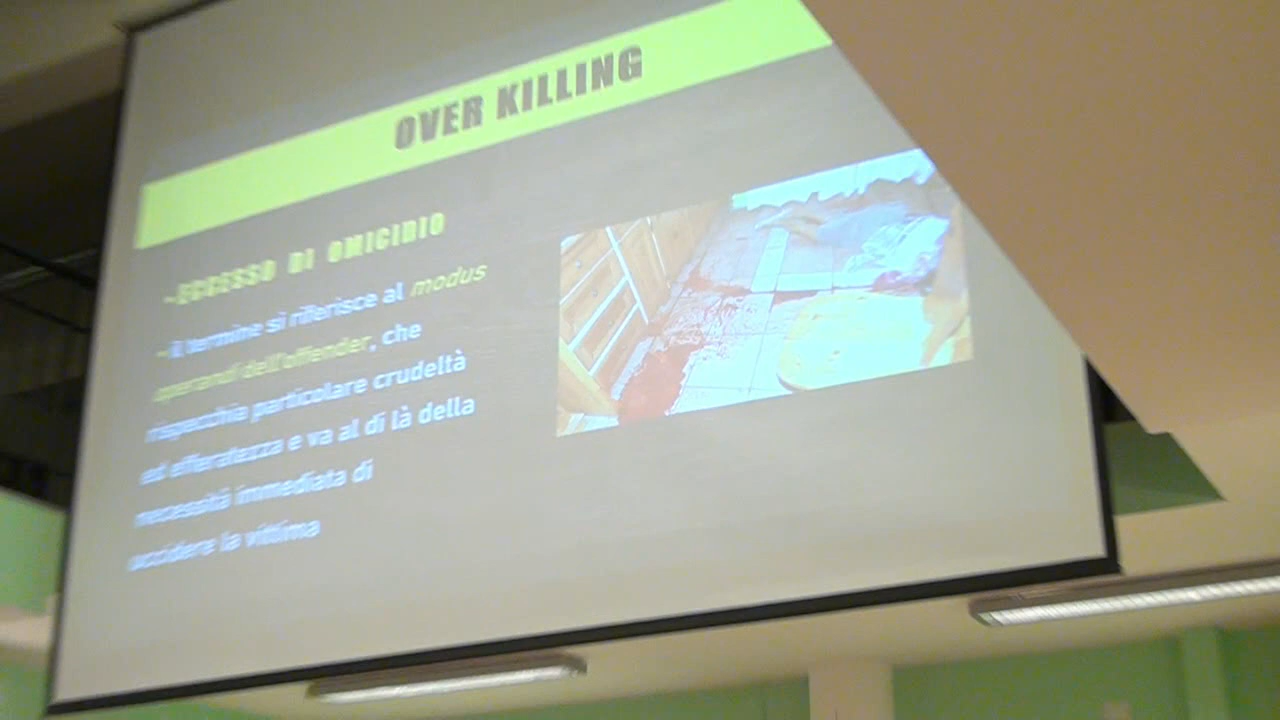 OVER KILLING
~ECCESSO DI OMICIDIO
~il termine si riferisce al modus
operandi dell'offender, che
rispecchia particolare crudeltà
ed efferatezza e va al di là della
necessità immediata di
uccidere la vittima